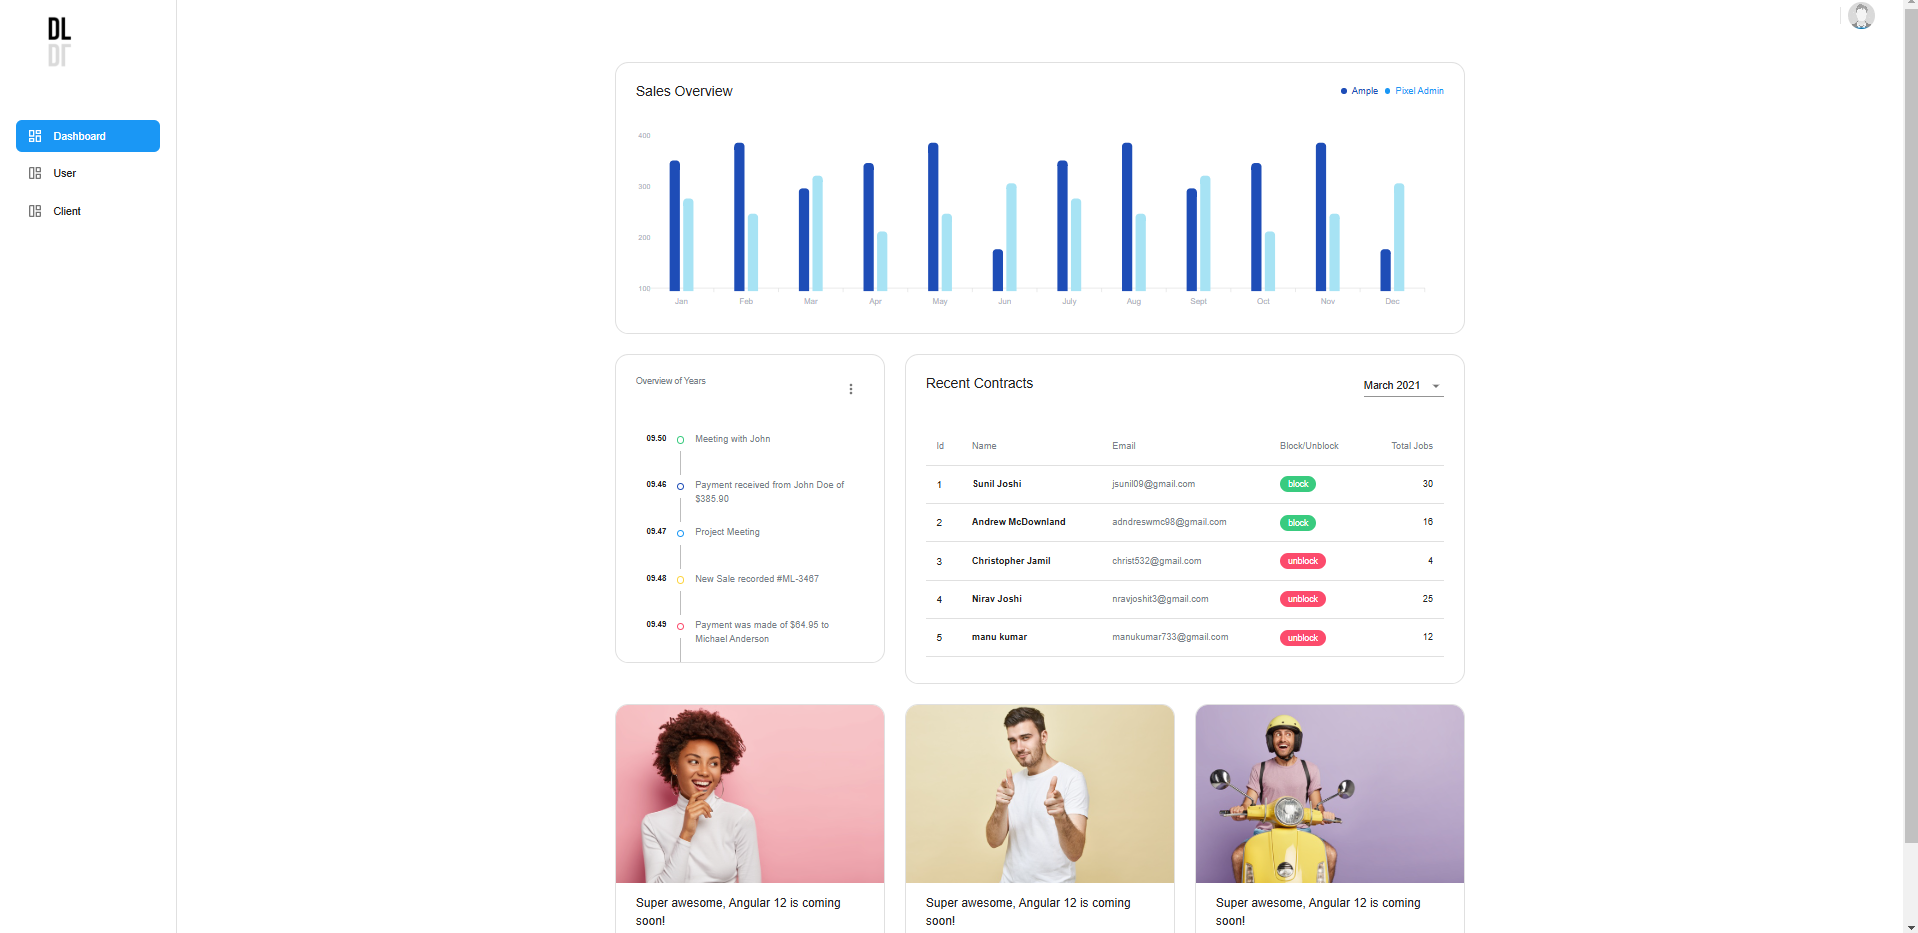 DL
Dashboard
User
Client
Sales Overview
Ample Pixel Admin
400
300
200
100
Jan Feb Mar Apr May Jun July Aug Sept Oct Nov Dec
Overview of Years
09.50 Meeting with John
09.46 Payment received from John Doe of
$385.90
09.47 Project Meeting
09.48 New Sale recorded #ML-3467
09.49 Payment was made of $64.95 to
Michael Anderson
Recent Contracts
March 2021
Id Name Email Block/Unblock Total Jobs
1 Sunil Joshi jsunil09@gmail.com block 30
2 Andrew McDownland adndreswmc98@gmail.com block 16
3 Christopher Jamil christ532@gmail.com unblock 4
4 Nirav Joshi nravjoshit3@gmail.com unblock 25
5 manu kumar manukumar733@gmail.com unblock 12
Super awesome, Angular 12 is coming
soon!
Super awesome, Angular 12 is coming
soon!
Super awesome, Angular 12 is coming
soon!